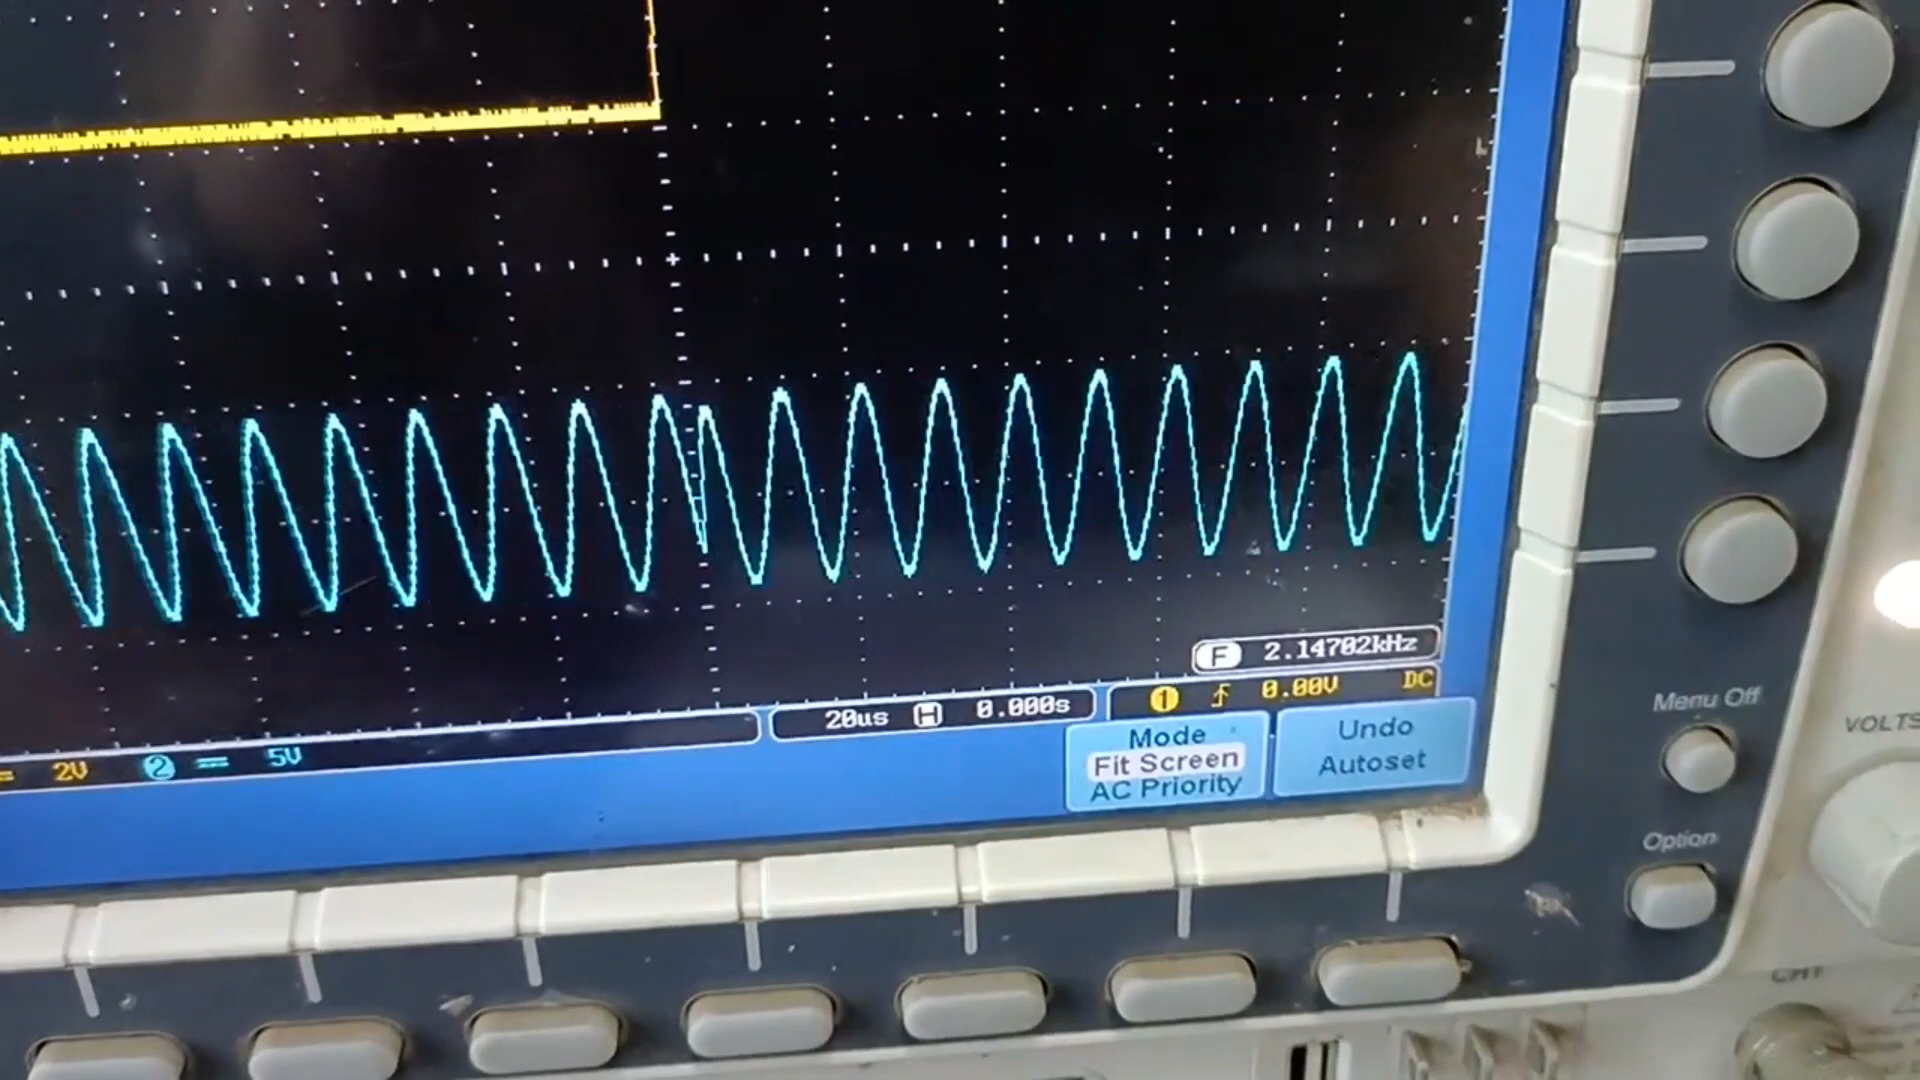 F 2.14702kHz
20us H 0.000s
1 0.00V DC
2V 2 5V
Mode
Fit Screen
AC Priority
Undo
Autoset
Menu Off
Option
VOLTS
CH1